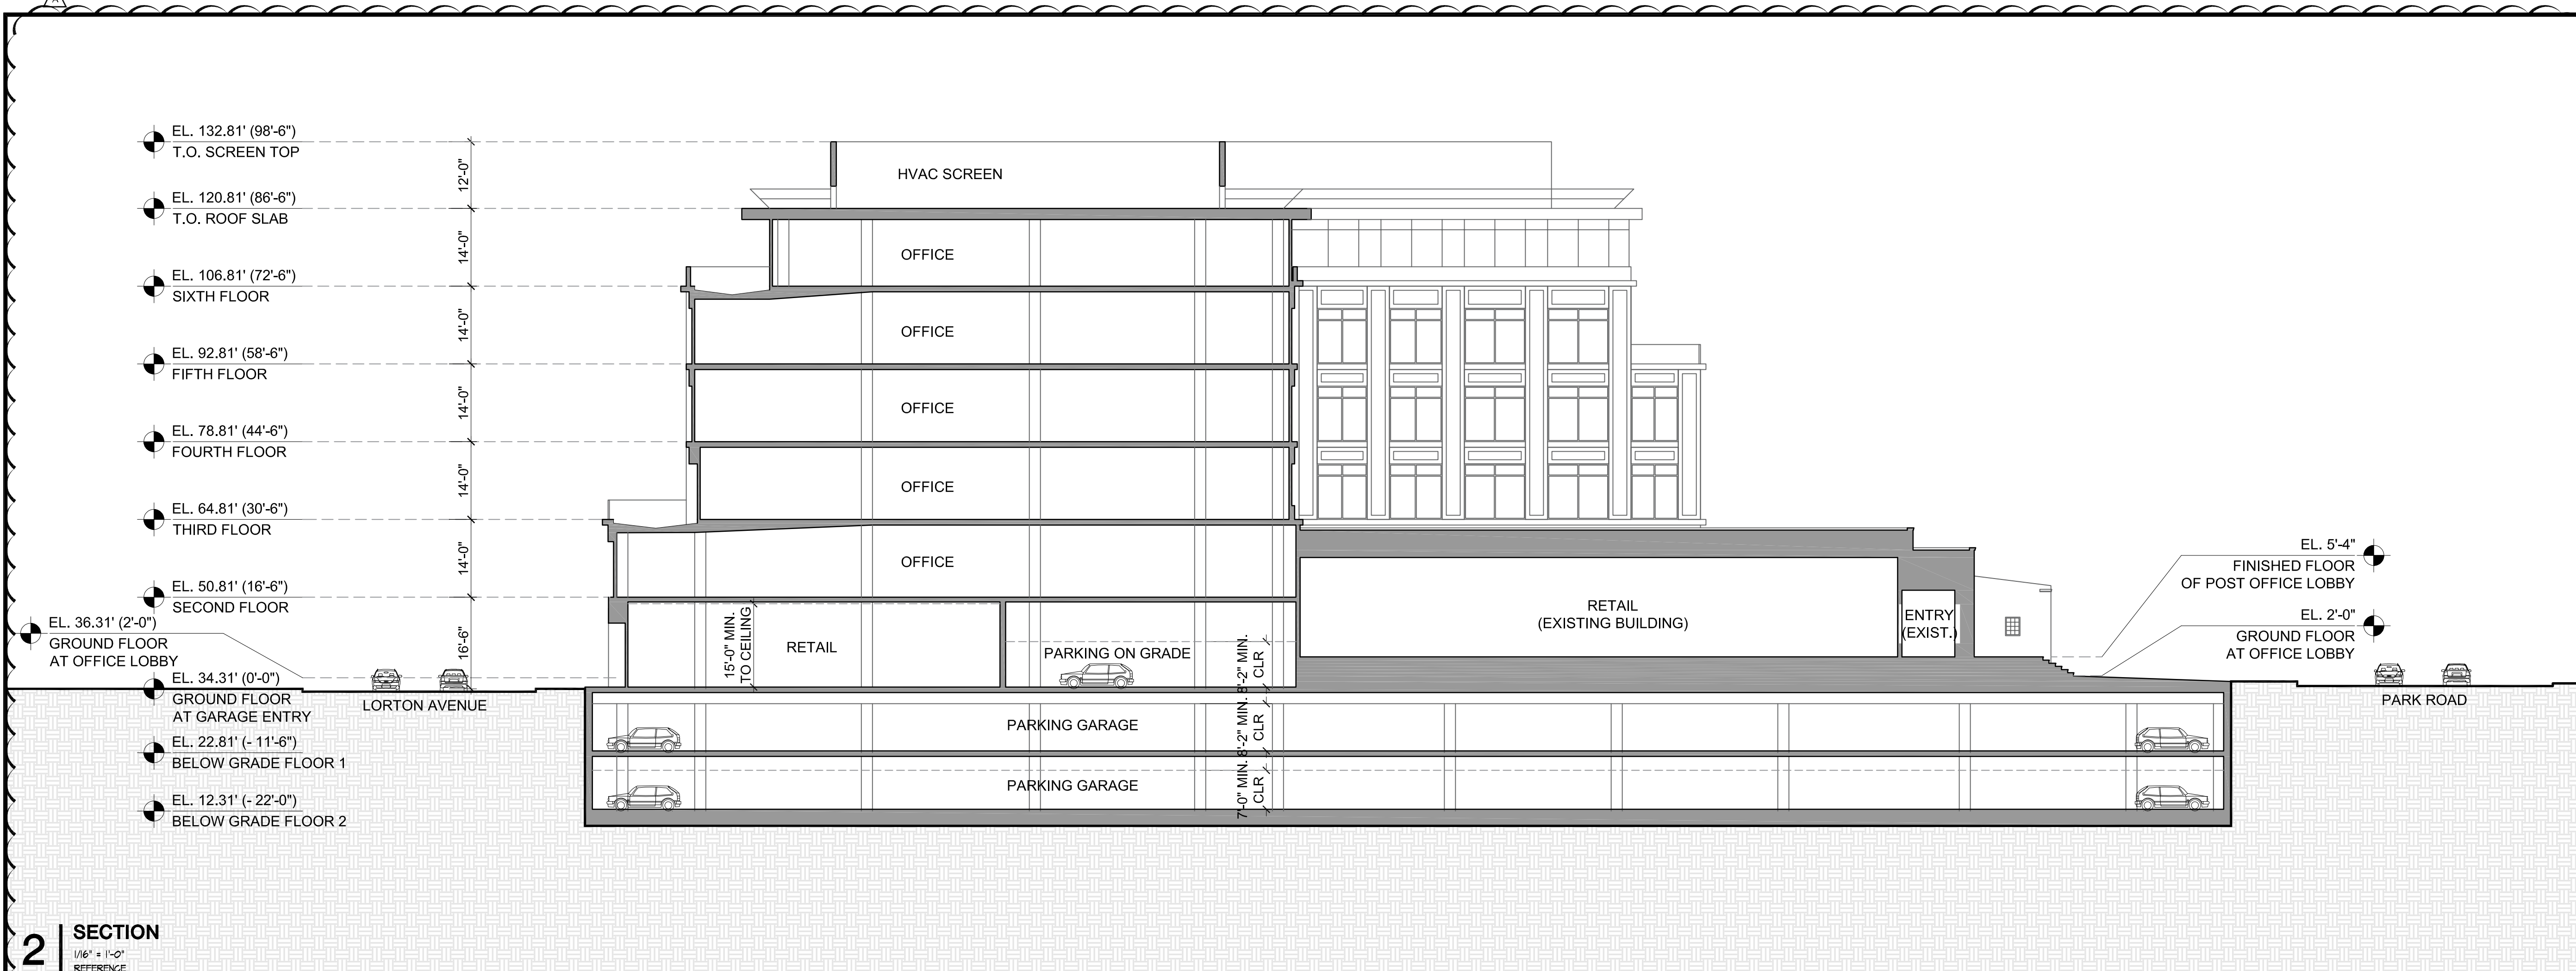 EL. 132.81' (98'-6")
T.O. SCREEN TOP
12'-0"
HVAC SCREEN
EL. 120.81' (86'-6")
T.O. ROOF SLAB
14'-0"
OFFICE
EL. 106.81' (72'-6")
SIXTH FLOOR
14'-0"
OFFICE
EL. 92.81' (58'-6")
FIFTH FLOOR
14'-0"
OFFICE
EL. 78.81' (44'-6")
FOURTH FLOOR
14'-0"
OFFICE
EL. 64.81' (30'-6")
THIRD FLOOR
14'-0"
OFFICE
EL. 50.81' (16'-6")
SECOND FLOOR
16'-6"
EL. 36.31' (2'-0")
GROUND FLOOR
AT OFFICE LOBBY
15'-0" MIN.
TO CEILING
RETAIL
PARKING ON GRADE
8'-2" MIN.
CLR
RETAIL
(EXISTING BUILDING)
ENTRY
(EXIST.)
EL. 5'-4"
FINISHED FLOOR
OF POST OFFICE LOBBY
EL. 2'-0"
GROUND FLOOR
AT OFFICE LOBBY
EL. 34.31' (0'-0")
GROUND FLOOR
AT GARAGE ENTRY
LORTON AVENUE
PARK ROAD
EL. 22.81' (- 11'-6")
BELOW GRADE FLOOR 1
PARKING GARAGE
8'-2" MIN.
CLR
EL. 12.31' (- 22'-0")
BELOW GRADE FLOOR 2
PARKING GARAGE
7'-0" MIN.
CLR
2
SECTION
1/16" = 1'-0"
REFERENCE